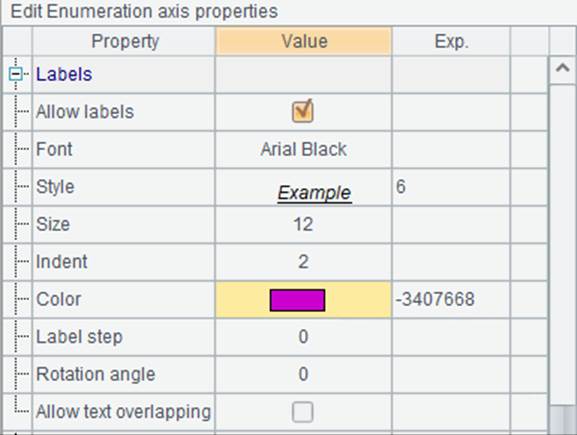 Edit Enumeration axis properties
Property Value Exp.
Labels
Allow labels
Font Arial Black
Style Example 6
Size 12
Indent 2
Color -3407668
Label step 0
Rotation angle 0
Allow text overlapping